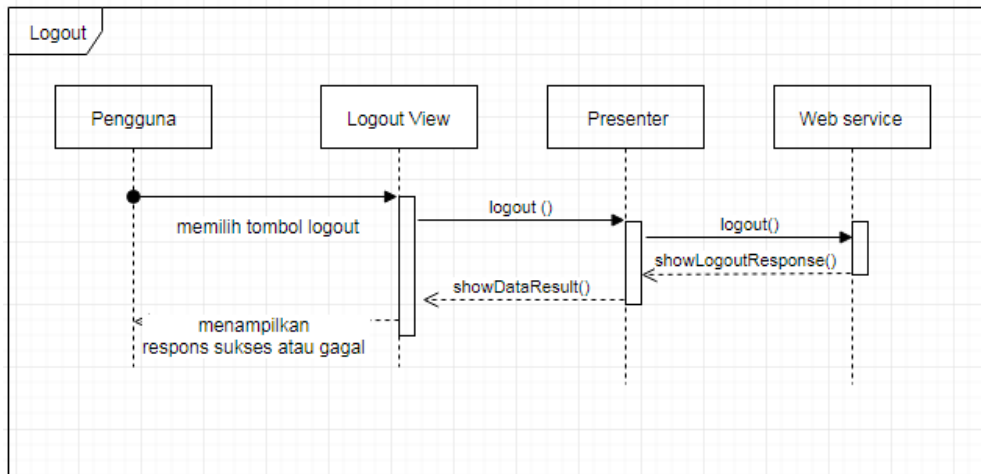 Logout
Pengguna
Logout View
Presenter
Web service
memilih tombol logout
logout ()
logout()
showLogoutResponse()
showDataResult()
menampilkan
respons sukses atau gagal